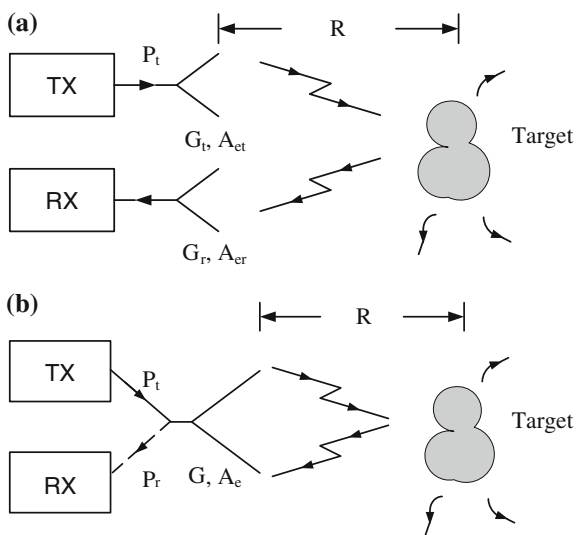 (a)
R
P_t
TX
G_t, A_et
Target
RX
G_r, A_er
(b)
R
TX
P_t
Target
RX
P_r
G, A_e